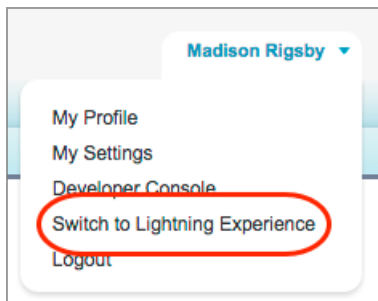 Madison Rigsby
My Profile
My Settings
Developer Console
Switch to Lightning Experience
Logout